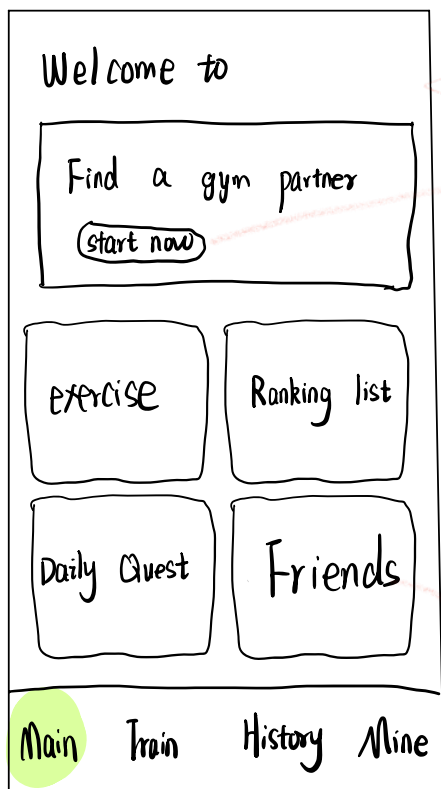 Welcome to
Find a gym partner
start now
exercise
Ranking list
Daily Quest
Friends
Main Train History Mine